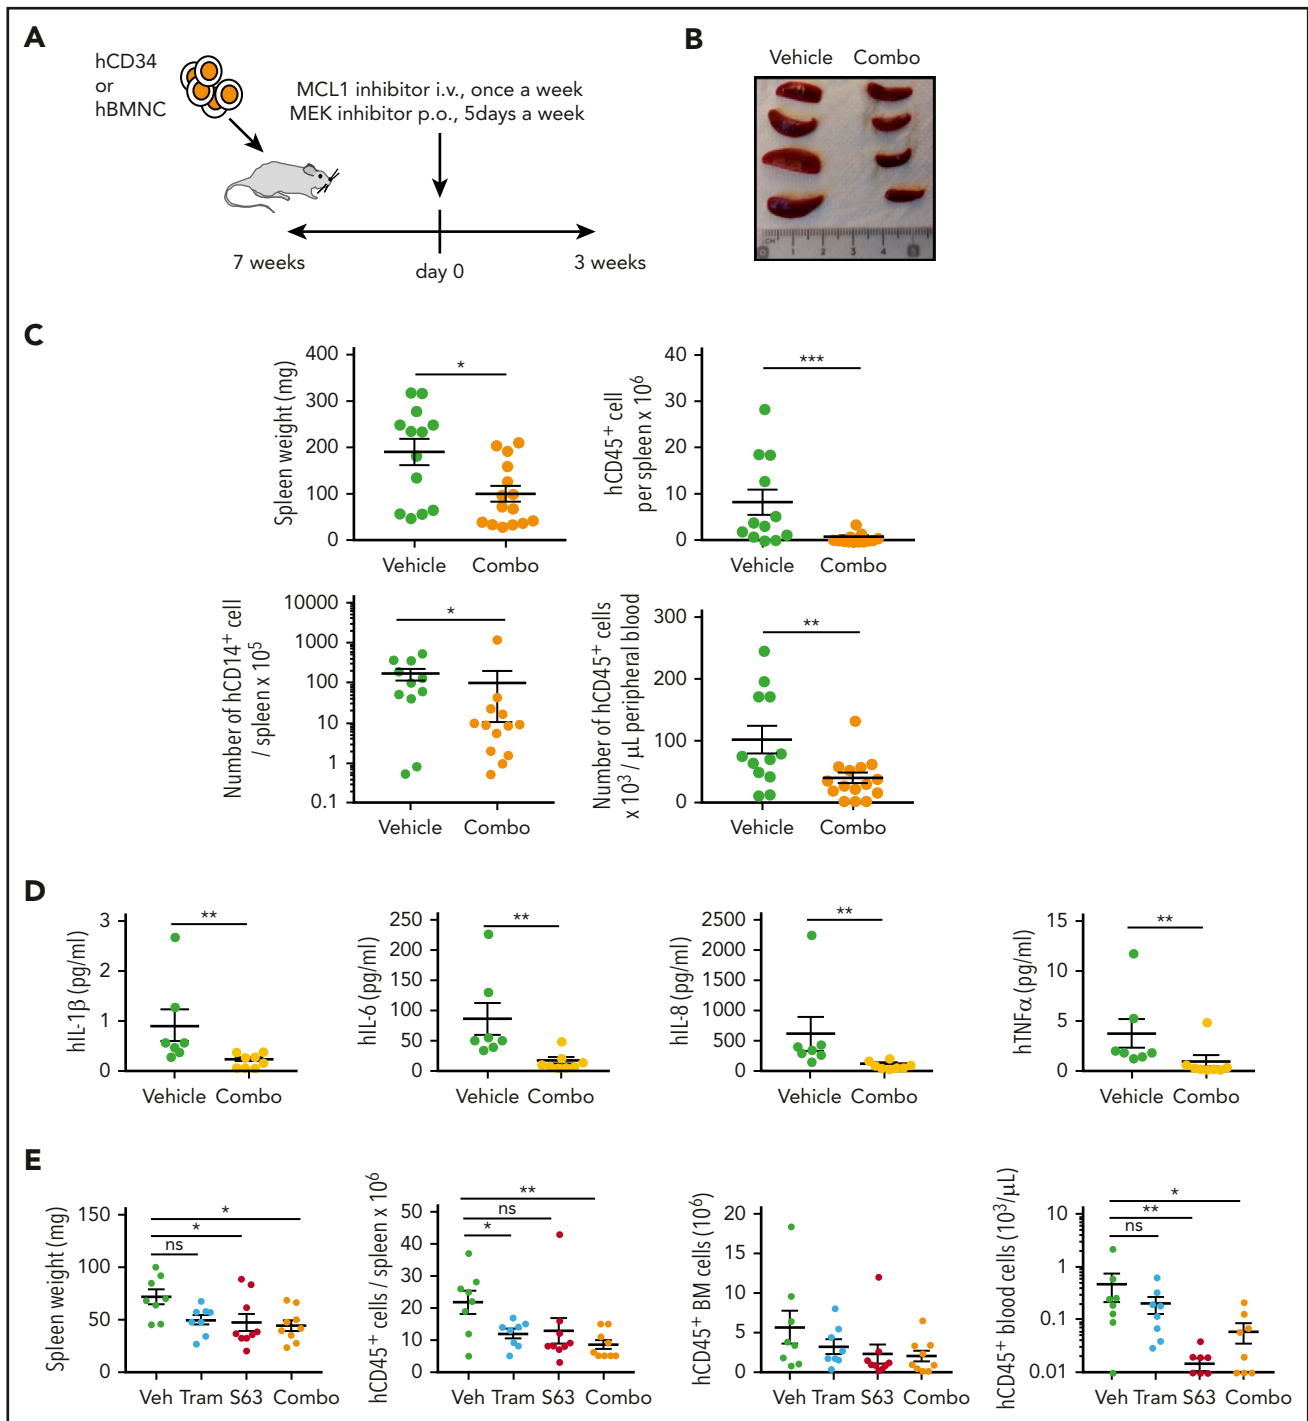 A
hCD34
or
hBMNC
MCL1 inhibitor i.v., once a week
MEK inhibitor p.o., 5days a week
7 weeks
day 0
3 weeks
B
Vehicle Combo
CM 1 2 3 4
C
Spleen weight (mg)
400
300
200
100
0
*
Vehicle Combo
hCD45+ cell
per spleen x 10^6
40
30
20
10
0
***
Vehicle Combo
Number of hCD14+ cell
/ spleen x 10^5
10000
1000
100
10
1
0.1
*
Vehicle Combo
Number of hCD45+ cells
x 10^3 / μL peripheral blood
300
200
100
0
**
Vehicle Combo
D
hIL-1β (pg/ml)
3
2
1
0
**
Vehicle Combo
hIL-6 (pg/ml)
250
200
150
100
50
0
**
Vehicle Combo
hIL-8 (pg/ml)
2500
2000
1500
1000
500
0
**
Vehicle Combo
hTNFα (pg/ml)
15
10
5
0
**
Vehicle Combo
E
Spleen weight (mg)
150
100
50
0
*
*
ns
Veh Tram S63 Combo
hCD45+ cells / spleen x 10^6
50
40
30
20
10
0
**
ns
*
Veh Tram S63 Combo
hCD45+ BM cells (10^6)
20
15
10
5
0
Veh Tram S63 Combo
hCD45+ blood cells (10^3/μL)
10
1
0.1
0.01
*
**
ns
Veh Tram S63 Combo